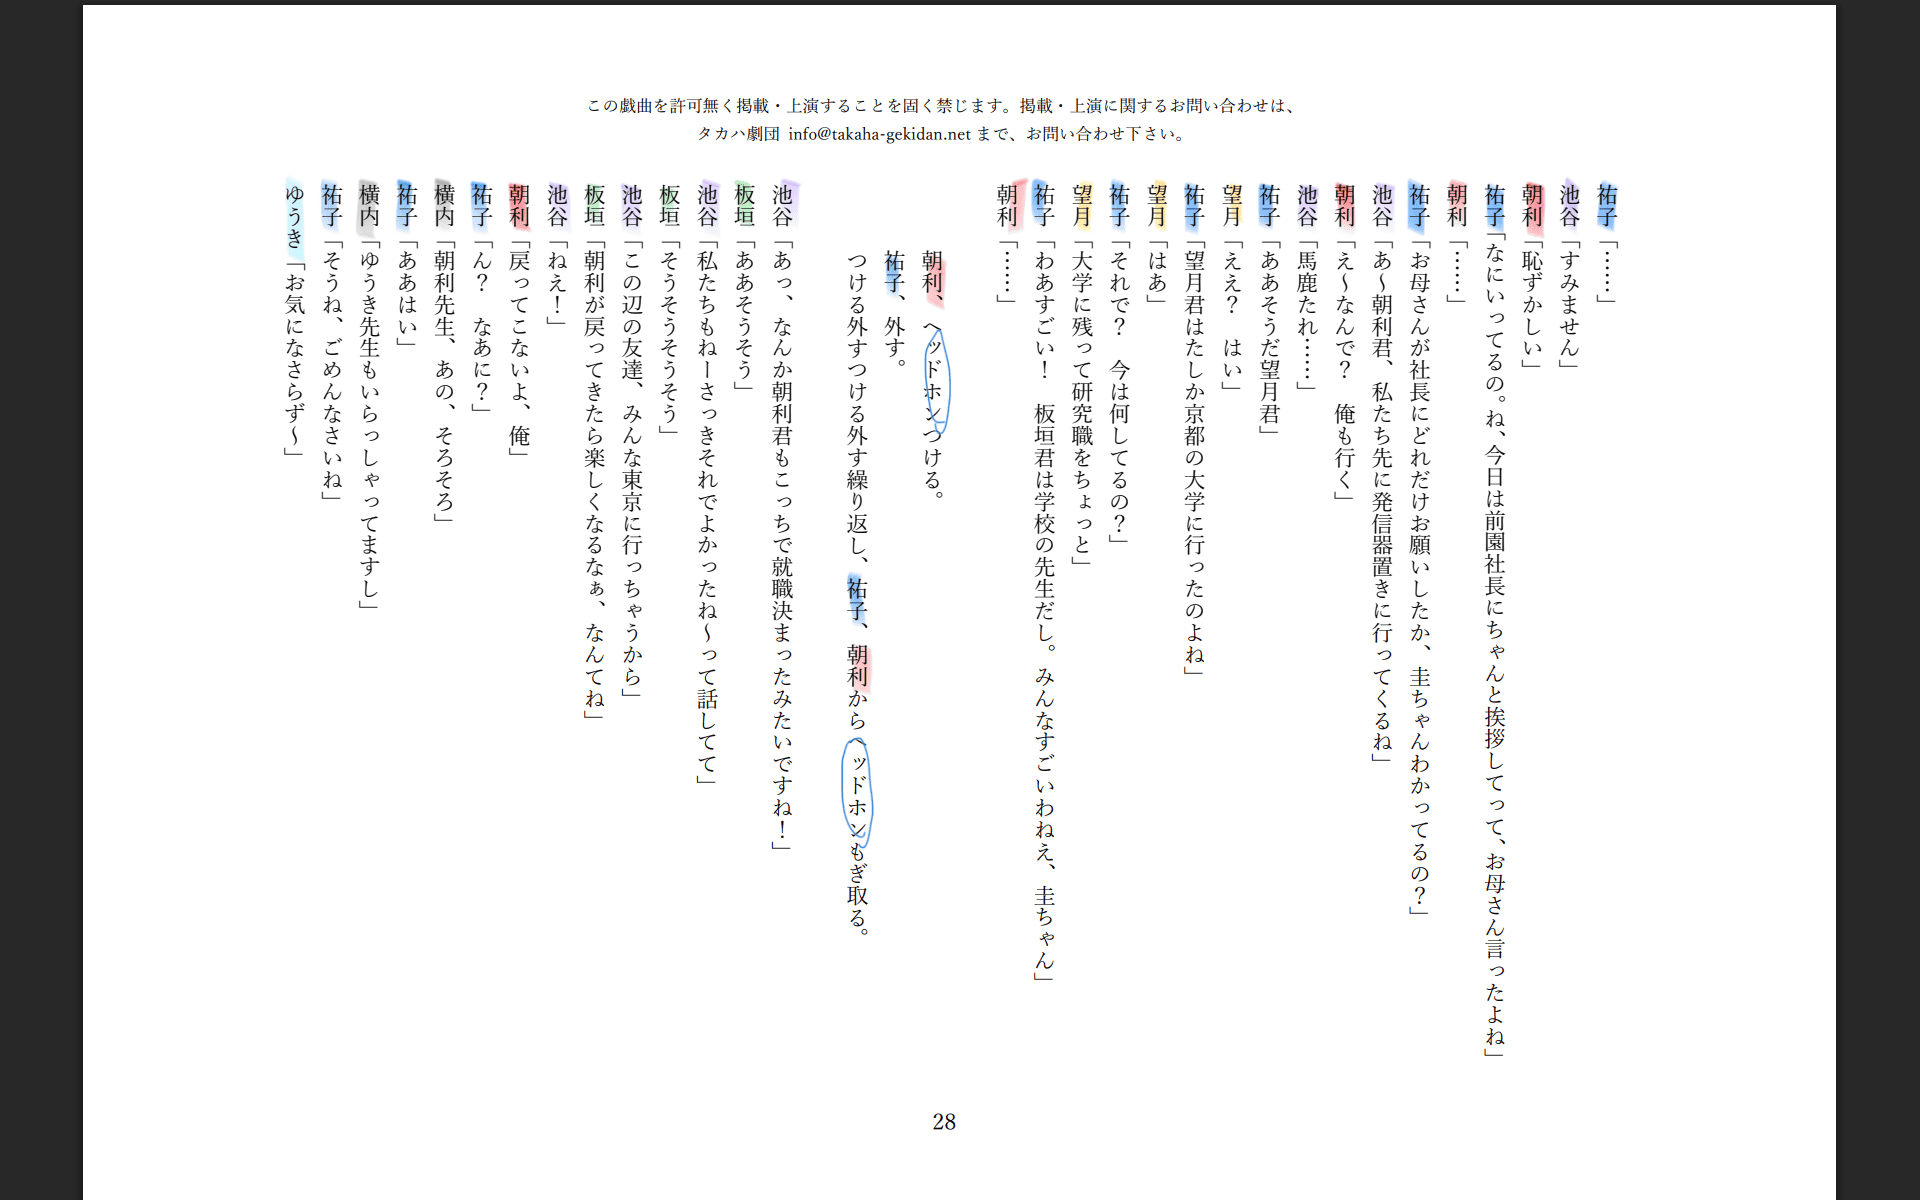 この戯曲を許可無く掲載・上演することを固く禁じます。掲載・上演に関するお問い合わせは、
タカハ劇団 info@takaha-gekidan.net まで、お問い合わせ下さい。
祐子「……」
池谷「すみません」
朝利「恥ずかしい」
祐子「なにいってるの。ね、今日は前園社長にちゃんと挨拶してって、お母さん言ったよね」
朝利「……」
祐子「お母さんが社長にどれだけお願いしたか、圭ちゃんわかってるの？」
池谷「あ～朝利君、私たち先に発信器置きに行ってくるね」
朝利「え～なんで？　俺も行く」
池谷「馬鹿たれ……」
祐子「ああそうだ望月君」
望月「ええ？　はい」
祐子「望月君はたしか京都の大学に行ったのよね」
望月「はあ」
祐子「それで？　今は何してるの？」
望月「大学に残って研究職をちょっと」
祐子「わあすごい！　板垣君は学校の先生だし。みんなすごいわねえ、圭ちゃん」
朝利「……」
朝利、ヘッドホンつける。
祐子、外す。
つける外すつける外す繰り返し、祐子、朝利からヘッドホンもぎ取る。
池谷「あっ、なんか朝利君もこっちで就職決まったみたいですね！」
板垣「ああそうそう」
池谷「私たちもねーさっきそれでよかったね～って話してて」
板垣「そうそうそうそう」
池谷「この辺の友達、みんな東京に行っちゃうから」
板垣「朝利が戻ってきたら楽しくなるなぁ、なんてね」
池谷「ねえ！」
朝利「戻ってこないよ、俺」
祐子「ん？　なあに？」
横内「朝利先生、あの、そろそろ」
祐子「ああはい」
横内「ゆうき先生もいらっしゃってますし」
祐子「そうね、ごめんなさいね」
ゆうき「お気になさらず～」
28